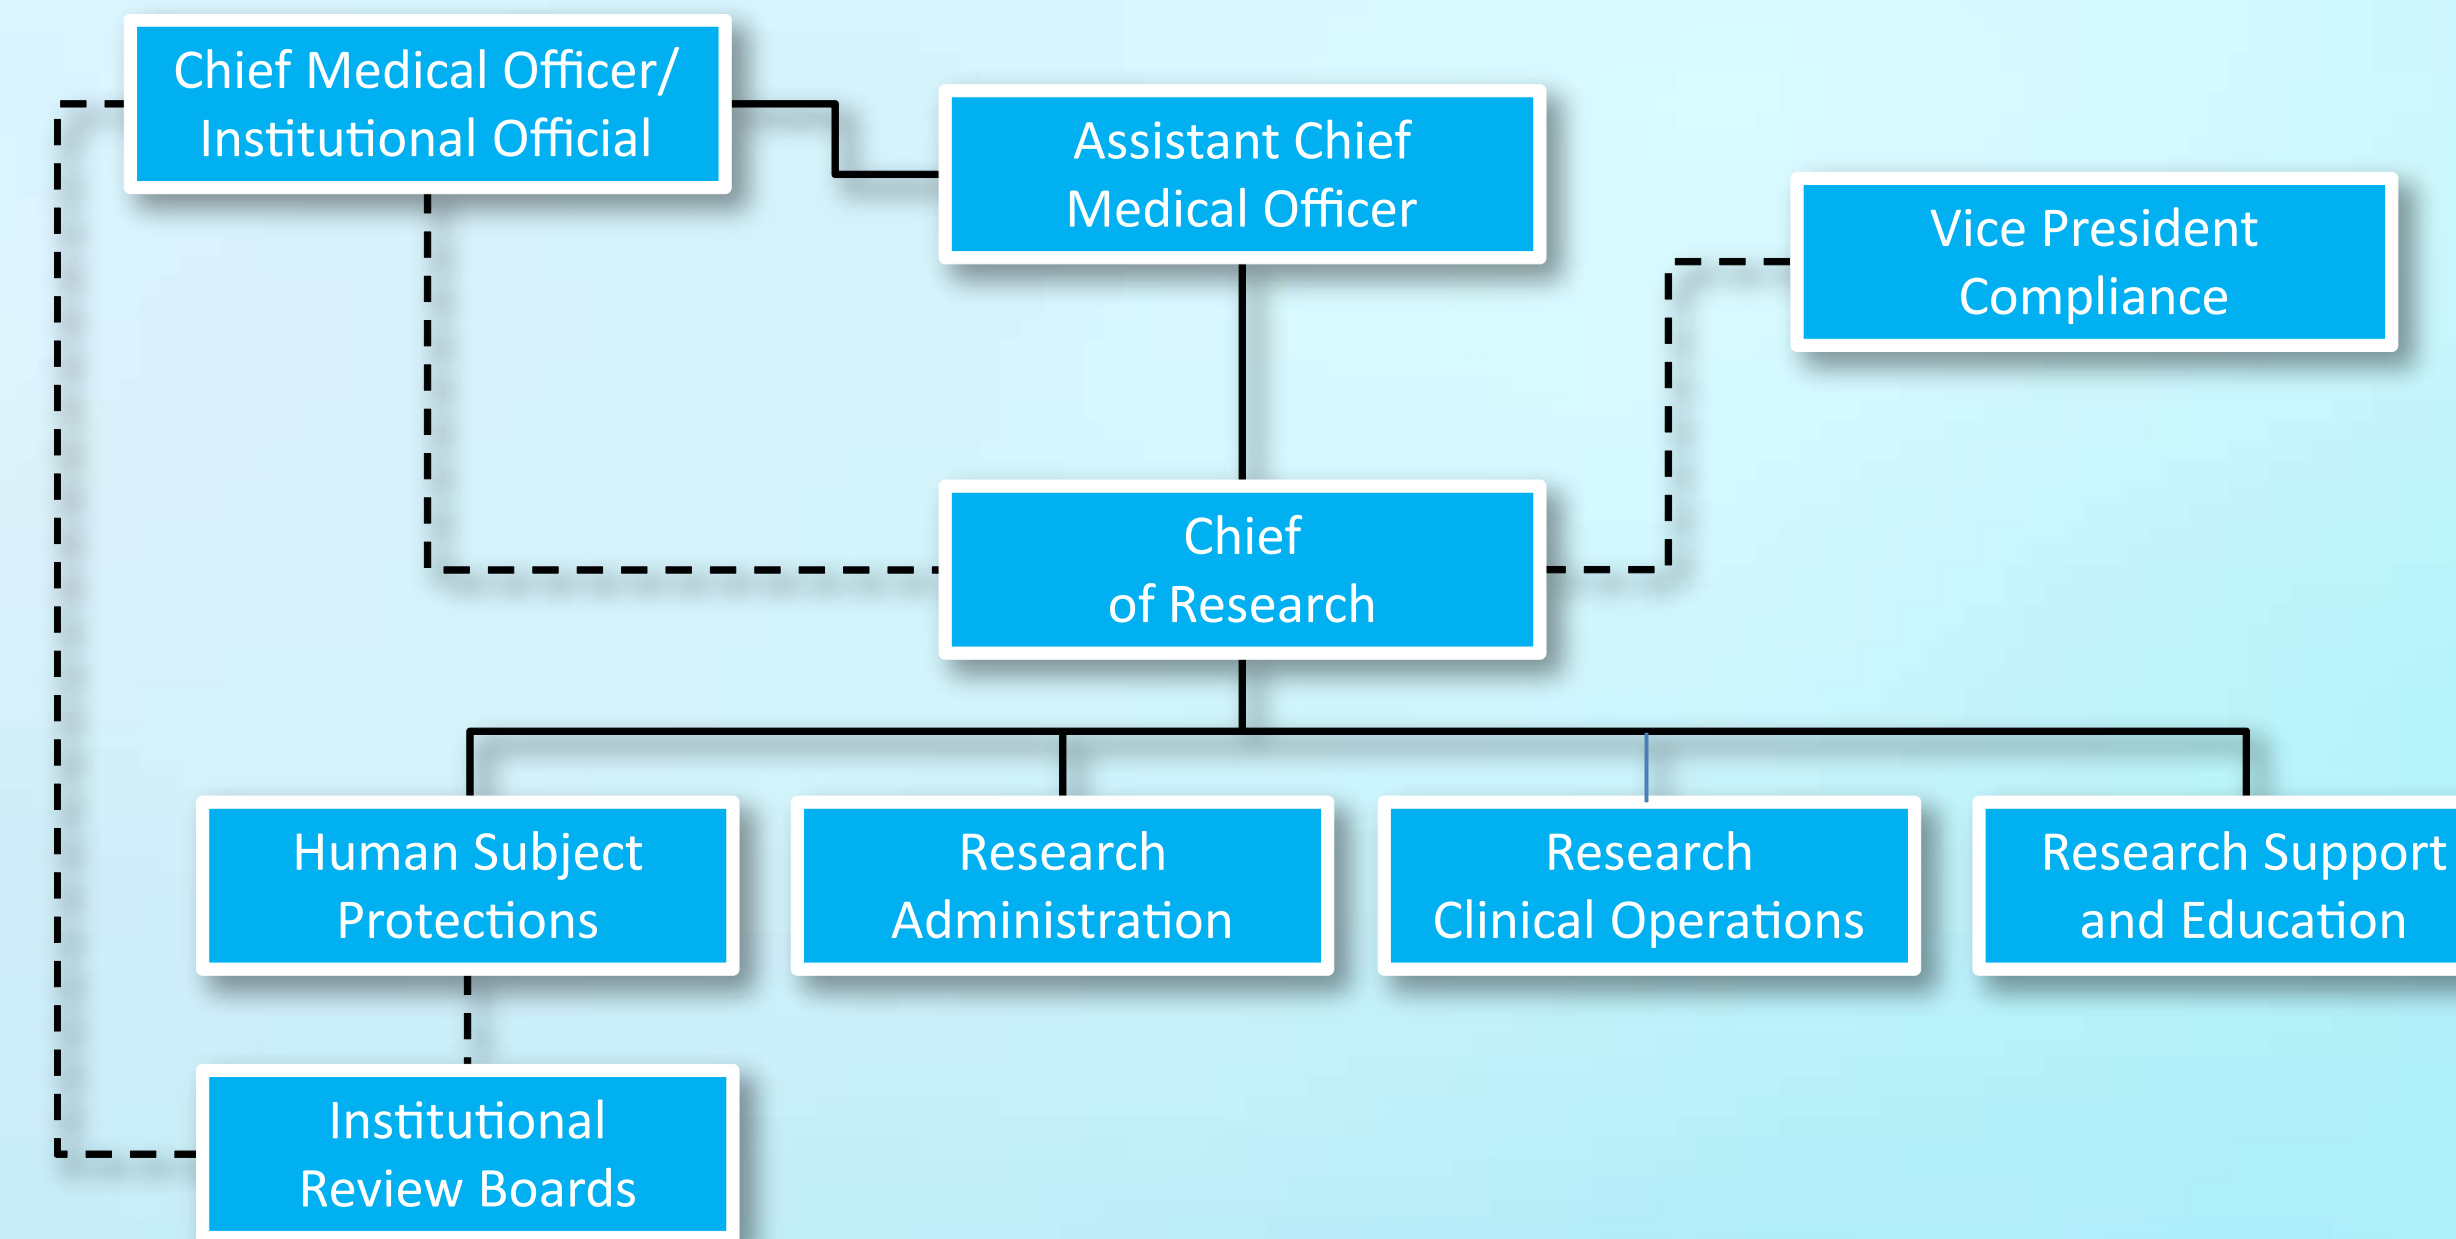 Chief Medical Officer/
Institutional Official
Assistant Chief
Medical Officer
Vice President
Compliance
Chief
of Research
Human Subject
Protections
Research
Administration
Research
Clinical Operations
Research Support
and Education
Institutional
Review Boards